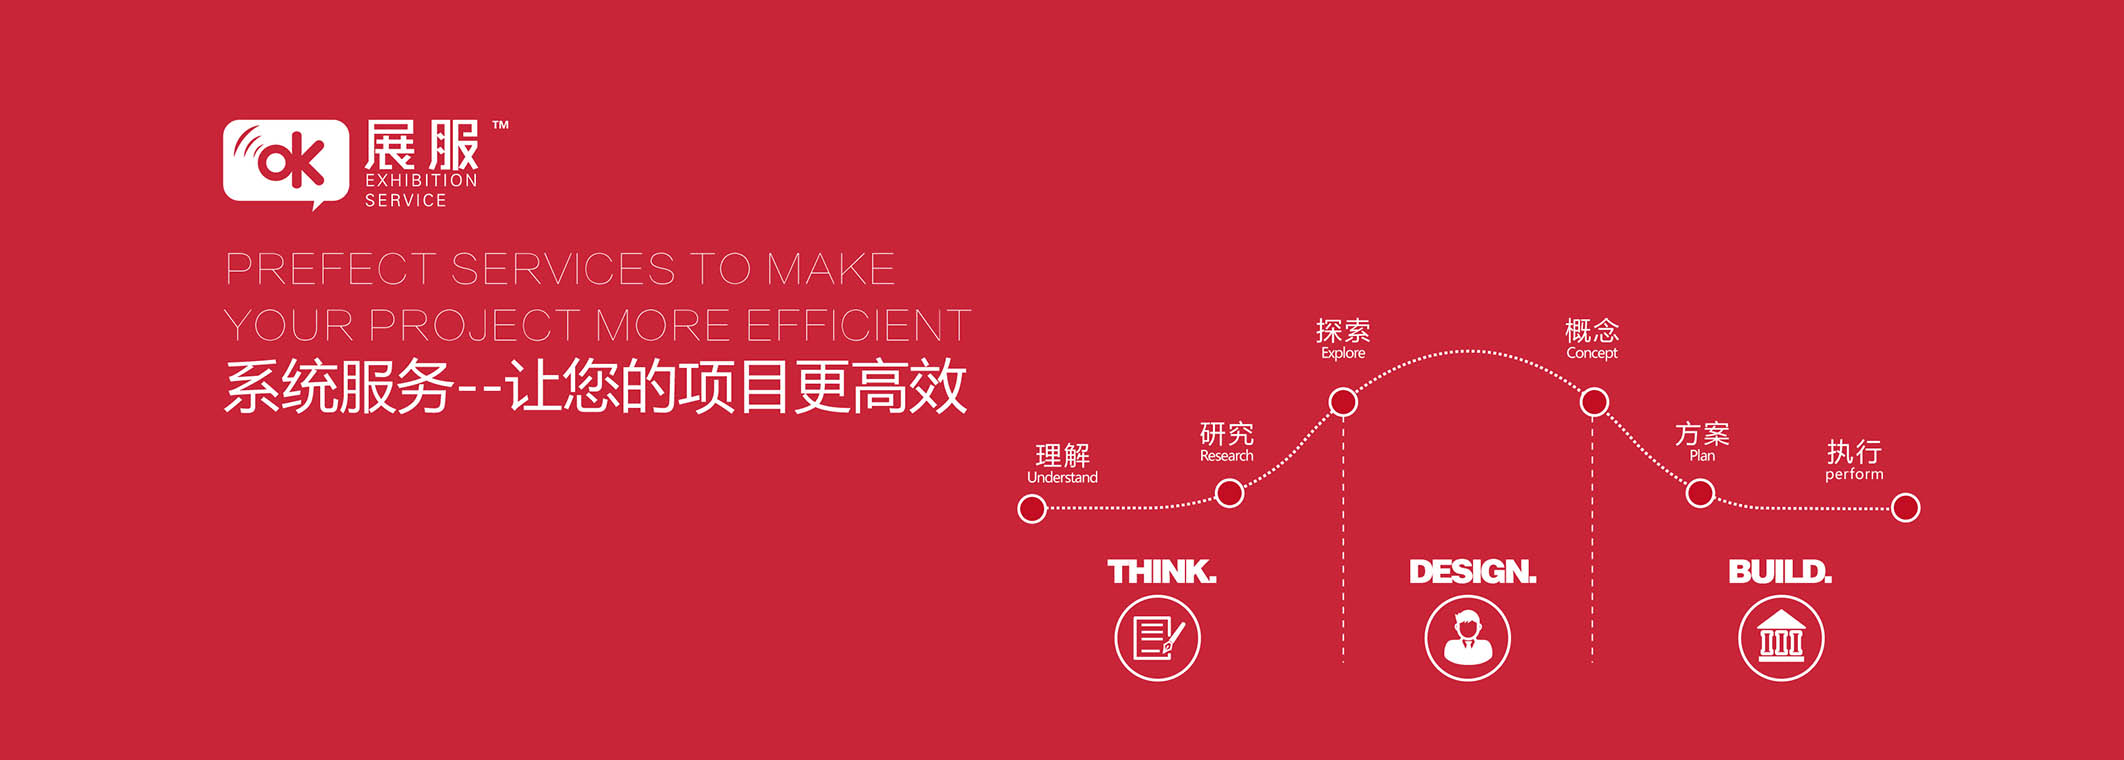 ok 展服 TM
EXHIBITION
SERVICE
PREFECT SERVICES TO MAKE
YOUR PROJECT MORE EFFICIENT
系统服务--让您的项目更高效
理解
Understand
研究
Research
探索
Explore
概念
Concept
方案
Plan
执行
perform
THINK.
DESIGN.
BUILD.